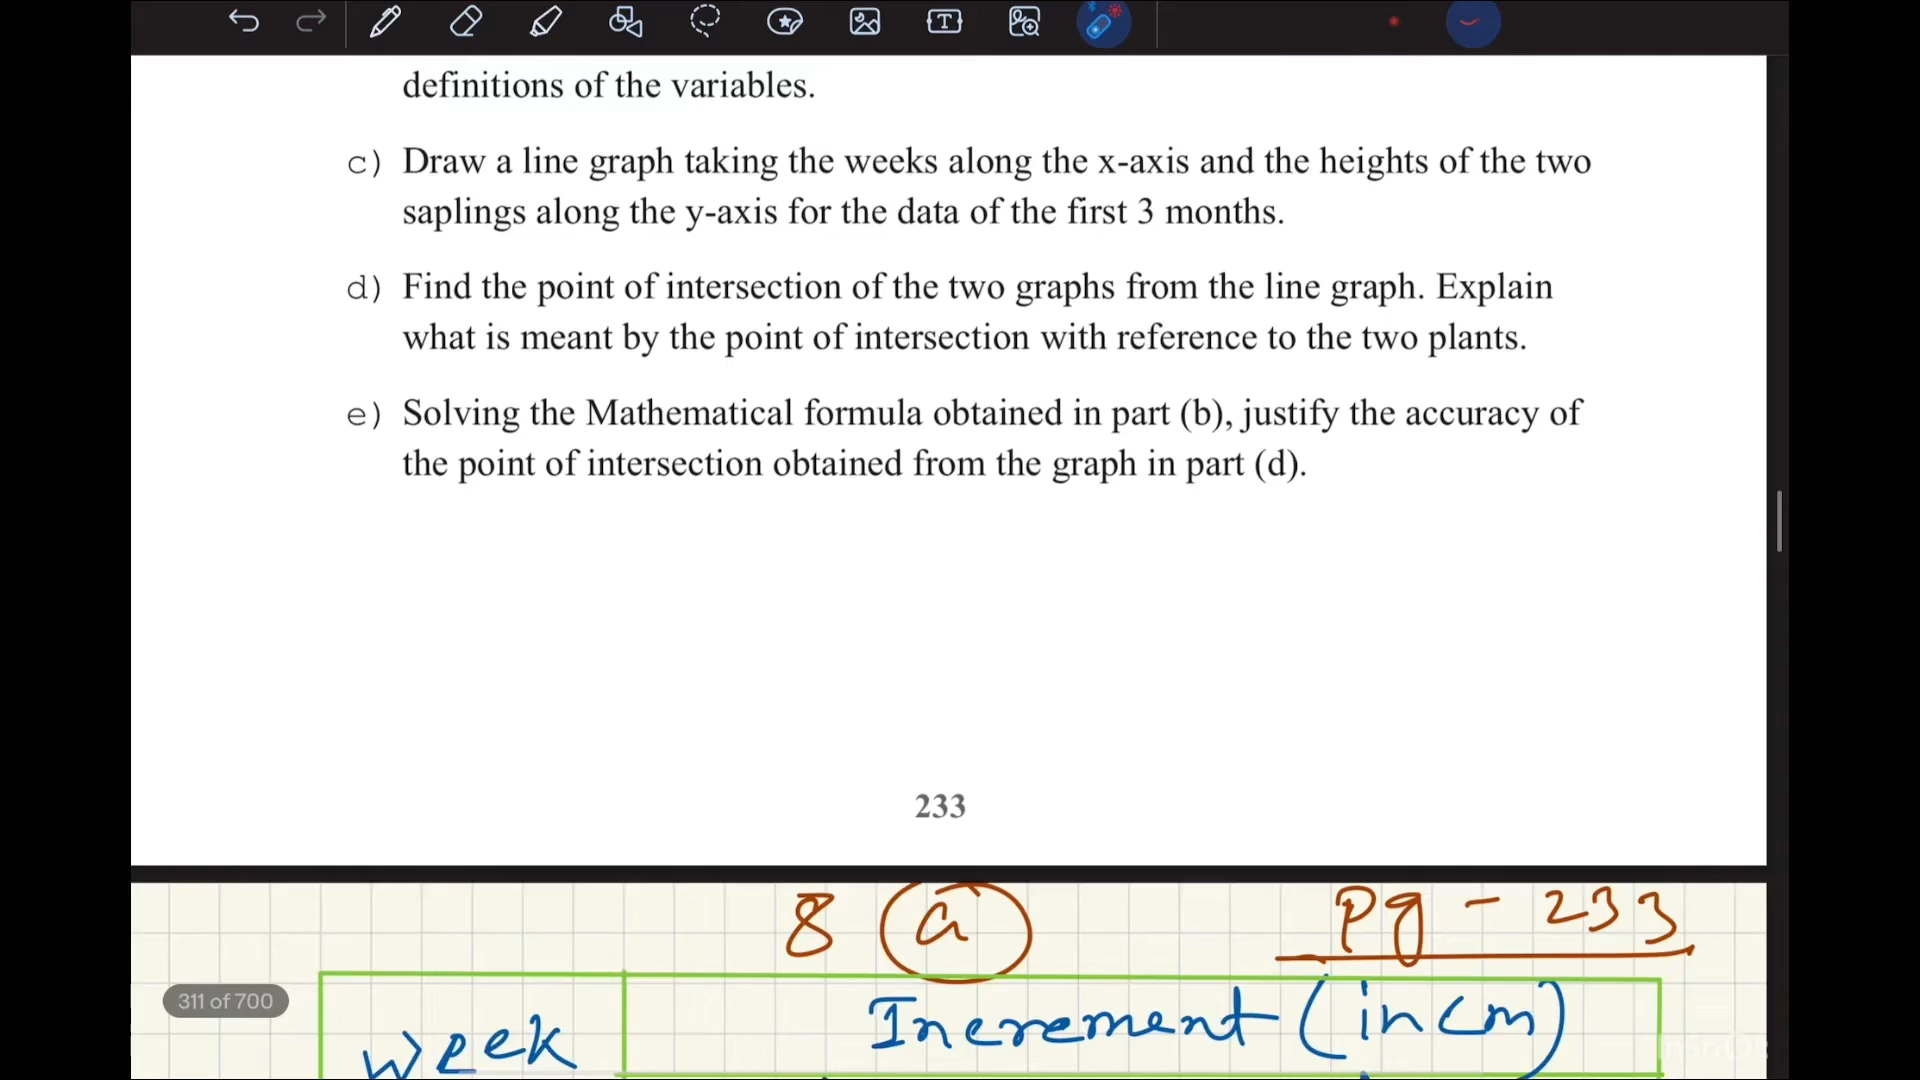 definitions of the variables.
c) Draw a line graph taking the weeks along the x-axis and the heights of the two
saplings along the y-axis for the data of the first 3 months.
d) Find the point of intersection of the two graphs from the line graph. Explain
what is meant by the point of intersection with reference to the two plants.
e) Solving the Mathematical formula obtained in part (b), justify the accuracy of
the point of intersection obtained from the graph in part (d).
233
8 a pg - 233
311 of 700
week Increment (in cm)